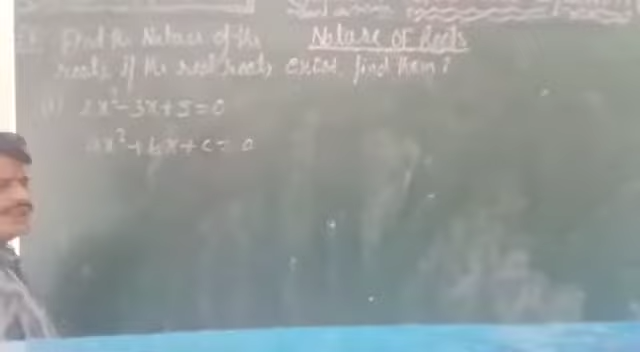 Nature of Roots
Find the Nature of the
roots, if the real roots exist, find them?
(i) 2x²-3x+5=0
ax²+bx+c=0